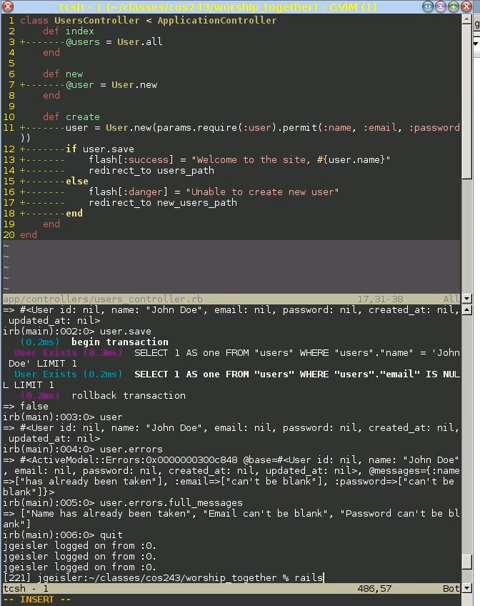 tcsh - 1 (~/classes/cos243/worship_together) - GVIM (1)
1 class UsersController < ApplicationController
2     def index
3 +-------@users = User.all
4     end
5
6     def new
7 +-------@user = User.new
8     end
9
10     def create
11 +-------user = User.new(params.require(:user).permit(:name, :email, :password
))
12 +-------if user.save
13 +-------    flash[:success] = "Welcome to the site, #{user.name}"
14 +-------    redirect_to users_path
15 +-------else
16 +-------    flash[:danger] = "Unable to create new user"
17 +-------    redirect_to new_users_path
18 +-------end
19     end
20 end
~
~
~
~
app/controllers/users_controller.rb 17,31-38 All
=> #<User id: nil, name: "John Doe", email: nil, password: nil, created_at: nil,
updated_at: nil>
irb(main):002:0> user.save
(0.2ms)  begin transaction
User Exists (0.3ms)  SELECT 1 AS one FROM "users" WHERE "users"."name" = 'John
Doe' LIMIT 1
User Exists (0.2ms)  SELECT 1 AS one FROM "users" WHERE "users"."email" IS NUL
L LIMIT 1
(0.2ms)  rollback transaction
=> false
irb(main):003:0> user
=> #<User id: nil, name: "John Doe", email: nil, password: nil, created_at: nil,
updated_at: nil>
irb(main):004:0> user.errors
=> #<ActiveModel::Errors:0x0000000300c848 @base=#<User id: nil, name: "John Doe"
, email: nil, password: nil, created_at: nil, updated_at: nil>, @messages={:name
=>["has already been taken"], :email=>["can't be blank"], :password=>["can't be
blank"]}>
irb(main):005:0> user.errors.full_messages
=> ["Name has already been taken", "Email can't be blank", "Password can't be bl
ank"]
irb(main):006:0> quit
jgeisler logged on from :0.
jgeisler logged on from :0.
jgeisler logged on from :0.
[221] jgeisler:~/classes/cos243/worship_together % rails
tcsh - 1 486,57 Bot
-- INSERT --